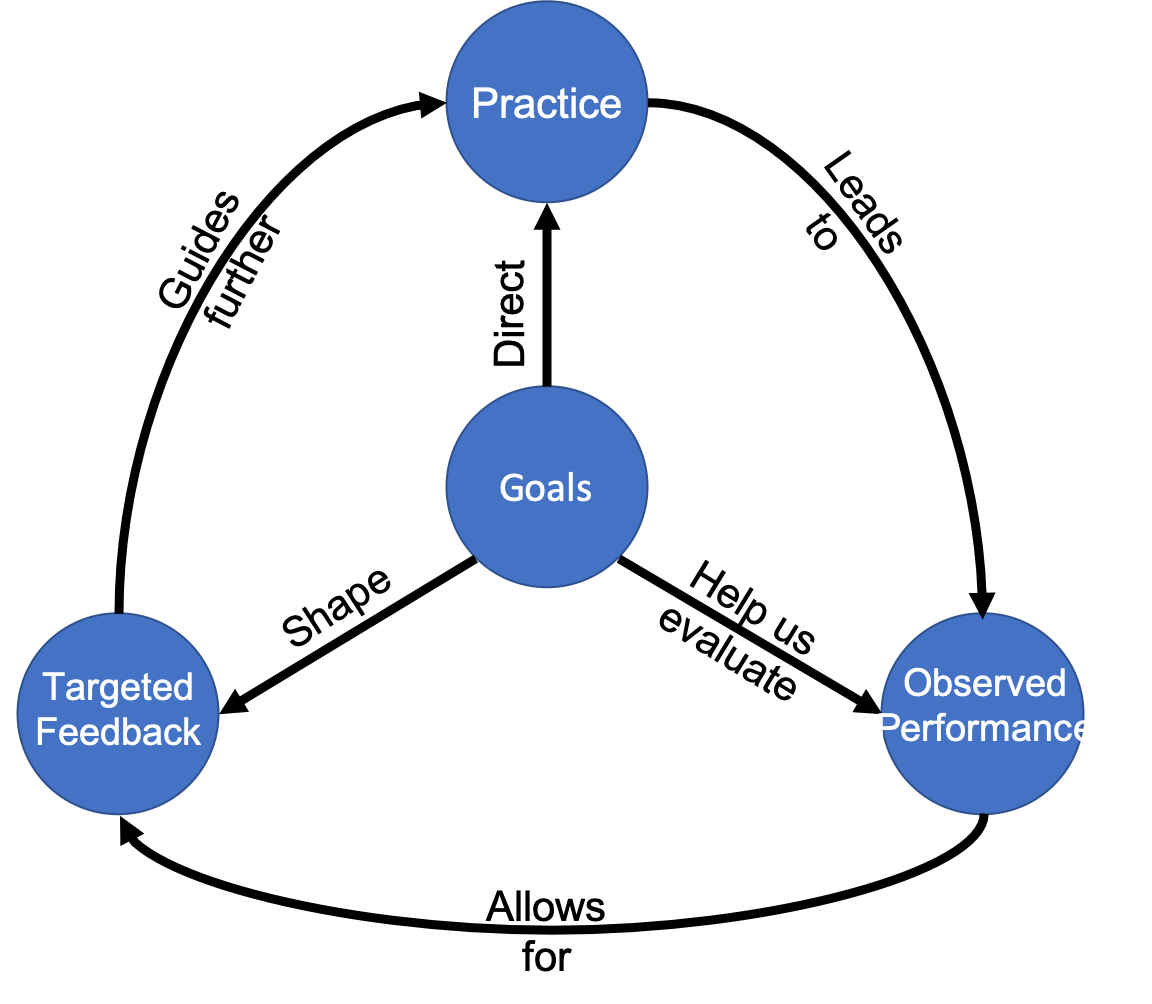 Practice
Leads
to
Guides
further
Direct
Goals
Shape
Help us
evaluate
Targeted
Feedback
Observed
Performance
Allows
for